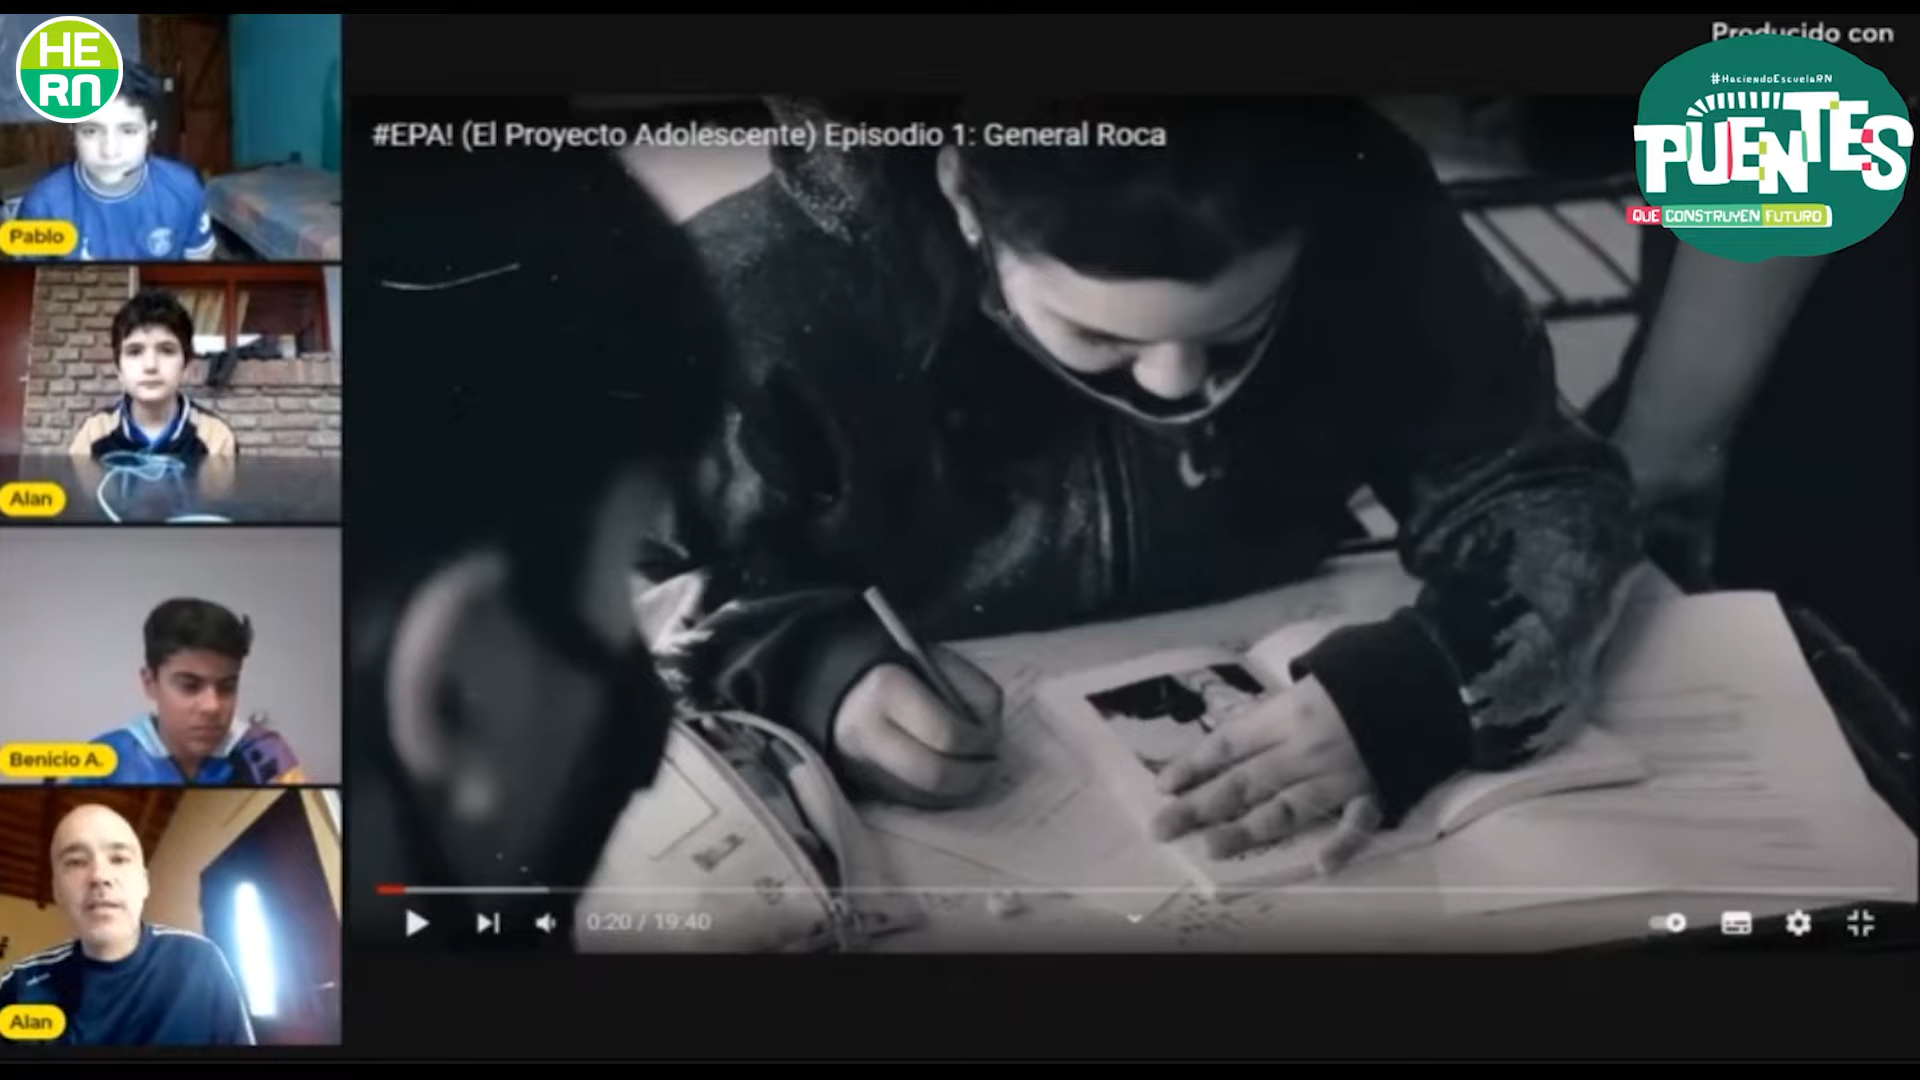 HE
RN
Producido con
#HaciendoEscuelaRN
PUENTES
QUE CONSTRUYEN FUTURO
#EPA! (El Proyecto Adolescente) Episodio 1: General Roca
Pablo
Alan
Benicio A.
Alan
0:20 / 19:40